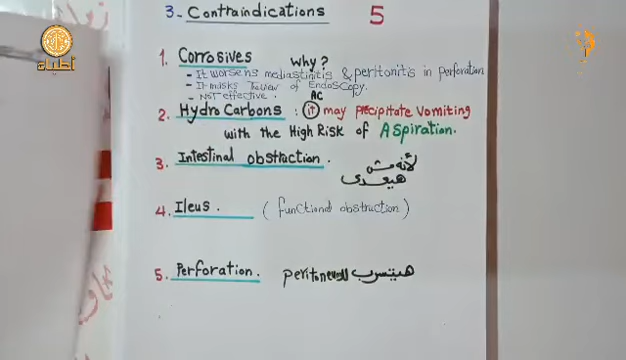 أطباء
3- Contraindications 5
1. Corrosives Why?
- It worsens mediastinitis & peritonitis in perforation
- It masks view of Endoscopy.
- Not effective. AC
2. Hydro Carbons : it may precipitate vomiting
with the High Risk of Aspiration.
3. Intestinal obstruction. لأنه مش
هيعدى
4. Ileus. (functional obstruction)
5. Perforation. هيتسرب لل peritoneum